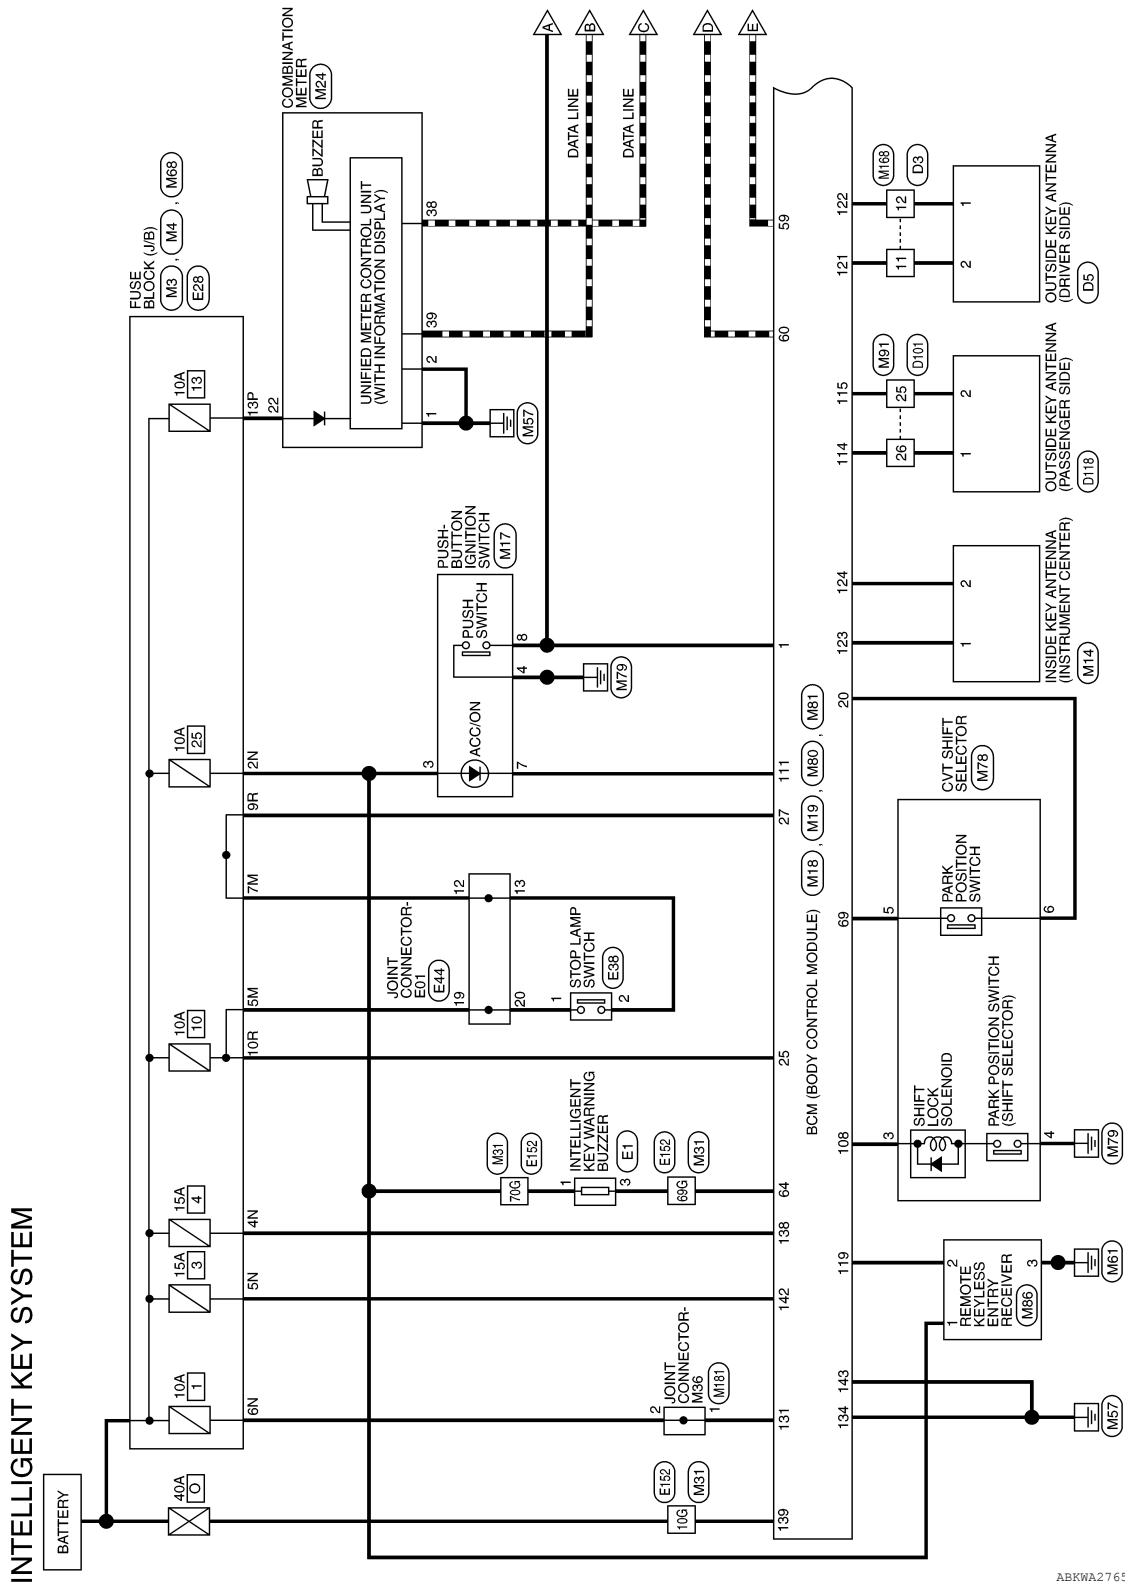 INTELLIGENT KEY SYSTEM
BATTERY
40A
O
10A
1
15A
3
15A
4
10A
10
10A
25
10A
13
FUSE
BLOCK (J/B)
M3 , M4 , M68
E28
6N
5N
4N
10R
5M
7M
9R
2N
13P
22
COMBINATION
METER
M24
BUZZER
UNIFIED METER CONTROL UNIT
(WITH INFORMATION DISPLAY)
1
2
39
38
M57
DATA LINE
DATA LINE
A
B
C
D
E
PUSH-
BUTTON
IGNITION
SWITCH
M17
PUSH
SWITCH
ACC/ON
3
7
4
8
M79
JOINT
CONNECTOR-
E01
E44
19
12
20
13
STOP LAMP
SWITCH
E38
1
2
M31
E152
70G
INTELLIGENT
KEY WARNING
BUZZER
E1
1
3
E152
M31
69G
JOINT
CONNECTOR-
M36
M181
2
1
E152
M31
10G
139
131
142
138
64
25
27
111
1
60
59
BCM (BODY CONTROL MODULE)
M18 , M19 , M80 , M81
134
143
119
108
69
20
123
124
114
115
121
122
M57
1
2
REMOTE
KEYLESS
ENTRY
RECEIVER
M86
3
M61
CVT SHIFT
SELECTOR
M78
3
SHIFT
LOCK
SOLENOID
PARK POSITION SWITCH
(SHIFT SELECTOR)
4
M79
5
PARK
POSITION
SWITCH
6
1
2
INSIDE KEY ANTENNA
(INSTRUMENT CENTER)
M14
M91
D101
26
25
1
2
OUTSIDE KEY ANTENNA
(PASSENGER SIDE)
D118
M168
D3
11
12
2
1
OUTSIDE KEY ANTENNA
(DRIVER SIDE)
D5
ABKWA2765